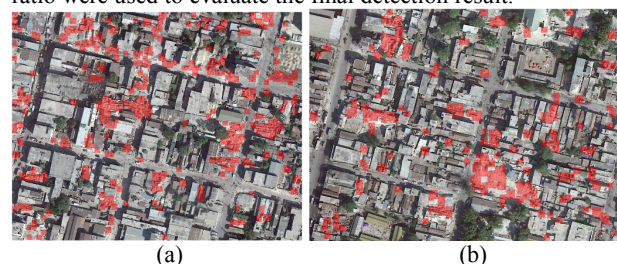 ratio were used to evaluate the final detection result.
(a)
(b)